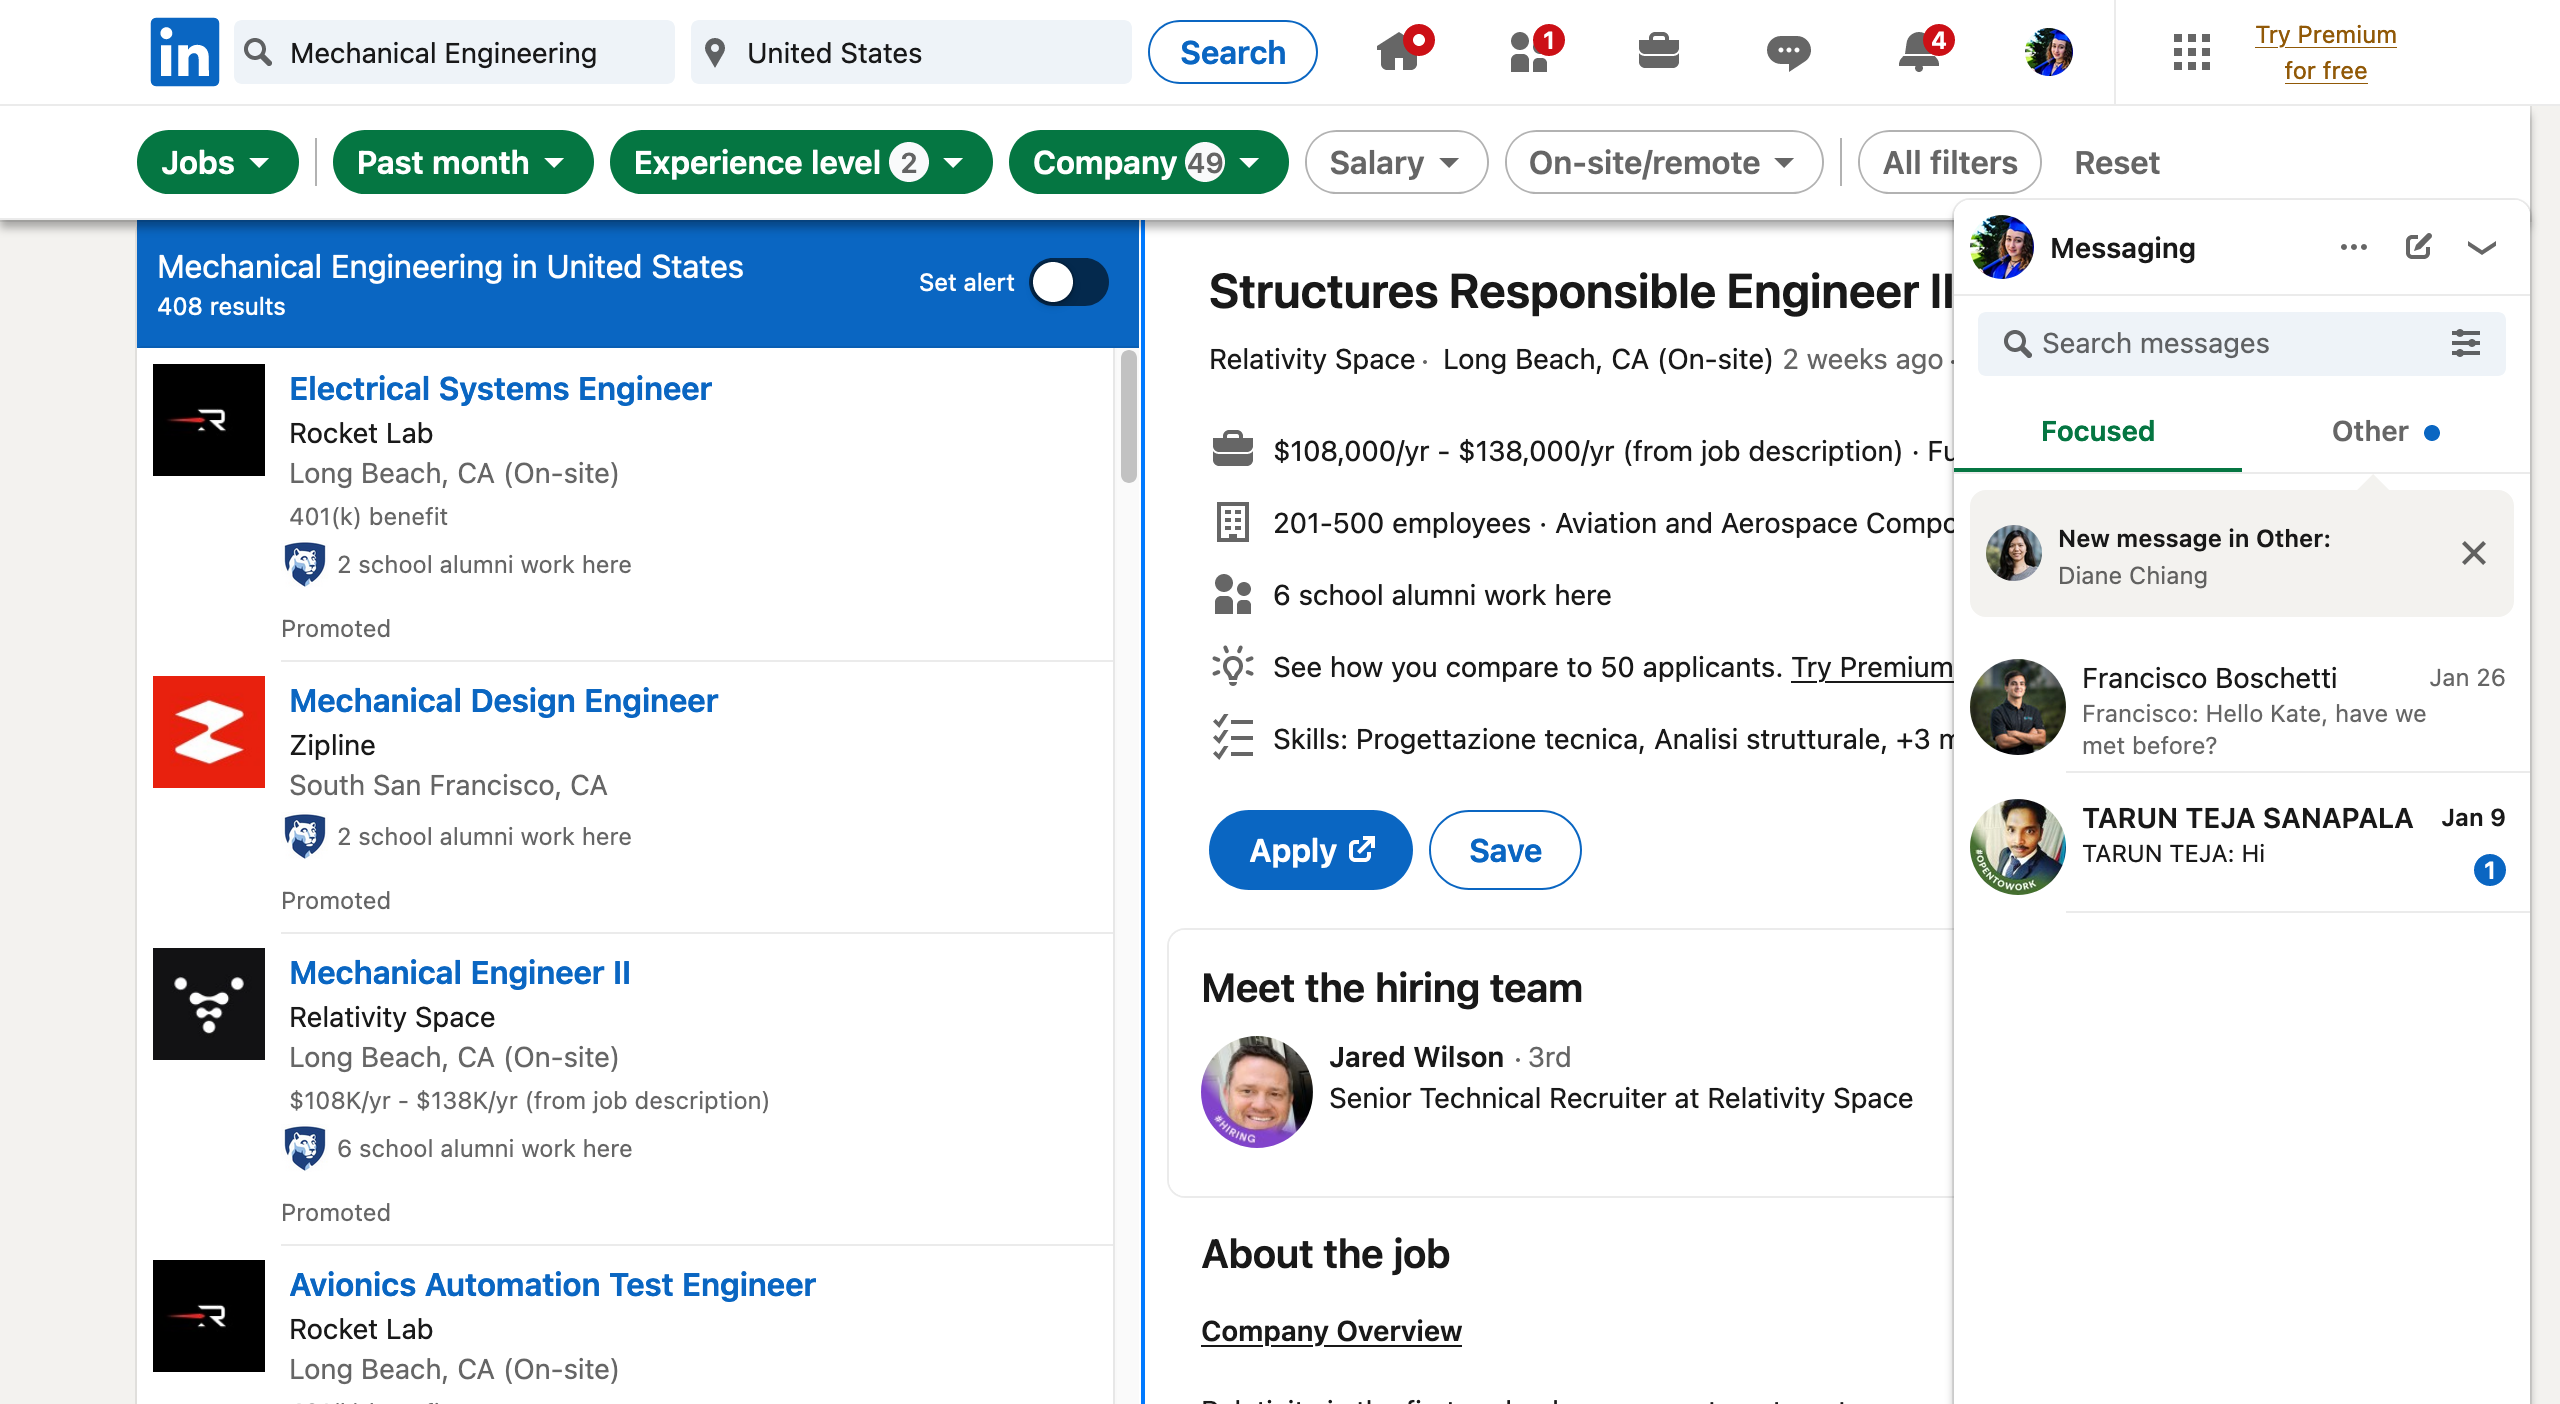 in
Mechanical Engineering
United States
Search
1
4
Try Premium
for free
Jobs
Past month
Experience level 2
Company 49
Salary
On-site/remote
All filters
Reset
Mechanical Engineering in United States
408 results
Set alert
Electrical Systems Engineer
Rocket Lab
Long Beach, CA (On-site)
401(k) benefit
2 school alumni work here
Promoted
Mechanical Design Engineer
Zipline
South San Francisco, CA
2 school alumni work here
Promoted
Mechanical Engineer II
Relativity Space
Long Beach, CA (On-site)
$108K/yr - $138K/yr (from job description)
6 school alumni work here
Promoted
Avionics Automation Test Engineer
Rocket Lab
Long Beach, CA (On-site)
Structures Responsible Engineer II
Relativity Space · Long Beach, CA (On-site) 2 weeks ago ·
$108,000/yr - $138,000/yr (from job description) ·
201-500 employees · Aviation and Aerospace
6 school alumni work here
See how you compare to 50 applicants. Try Premium
Skills: Progettazione tecnica, Analisi strutturale, +3
Apply
Save
Meet the hiring team
#HIRING
Jared Wilson · 3rd
Senior Technical Recruiter at Relativity Space
About the job
Company Overview
Messaging
Search messages
Focused
Other
New message in Other:
Diane Chiang
Francisco Boschetti
Jan 26
Francisco: Hello Kate, have we
met before?
#OPENTOWORK
TARUN TEJA SANAPALA
Jan 9
TARUN TEJA: Hi
1